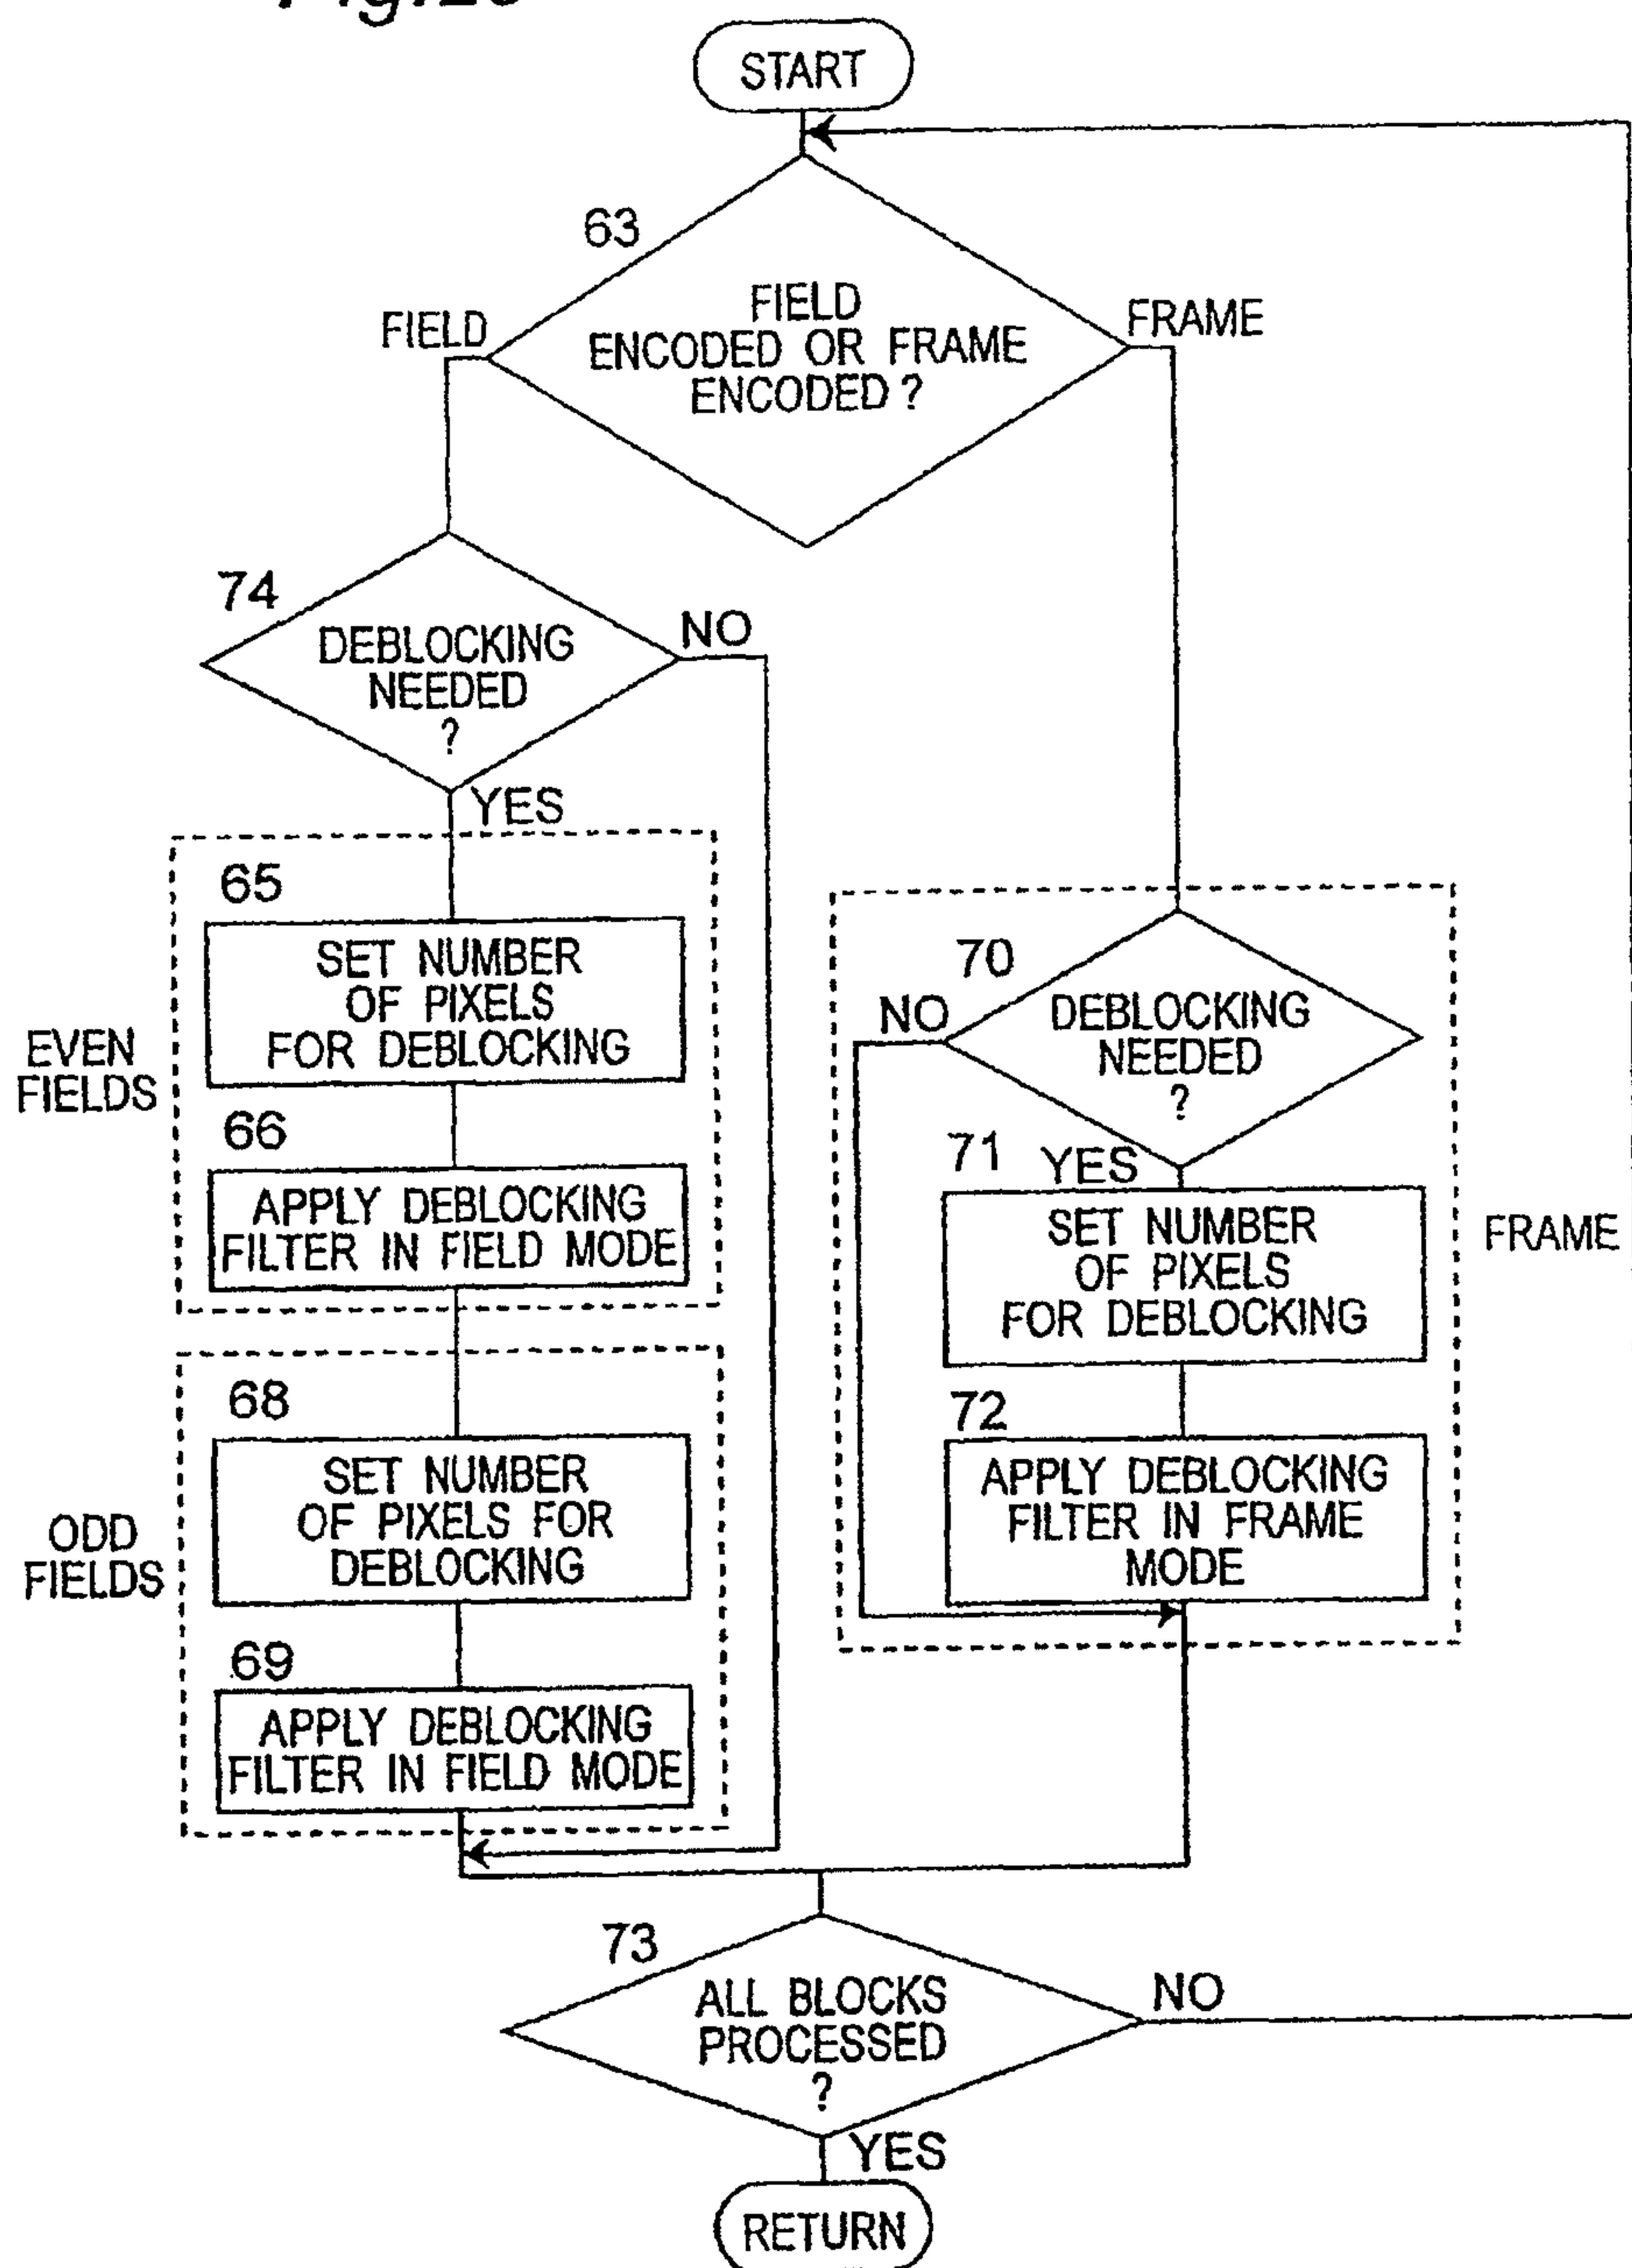 START
63
FIELD
ENCODED OR FRAME
ENCODED ?
FIELD
FRAME
74
DEBLOCKING
NEEDED
?
NO
YES
EVEN
FIELDS
65
SET NUMBER
OF PIXELS
FOR DEBLOCKING
66
APPLY DEBLOCKING
FILTER IN FIELD MODE
ODD
FIELDS
68
SET NUMBER
OF PIXELS FOR
DEBLOCKING
69
APPLY DEBLOCKING
FILTER IN FIELD MODE
70
NO
DEBLOCKING
NEEDED
?
71
YES
SET NUMBER
OF PIXELS
FOR DEBLOCKING
FRAME
72
APPLY DEBLOCKING
FILTER IN FRAME
MODE
73
ALL BLOCKS
PROCESSED
?
NO
YES
RETURN